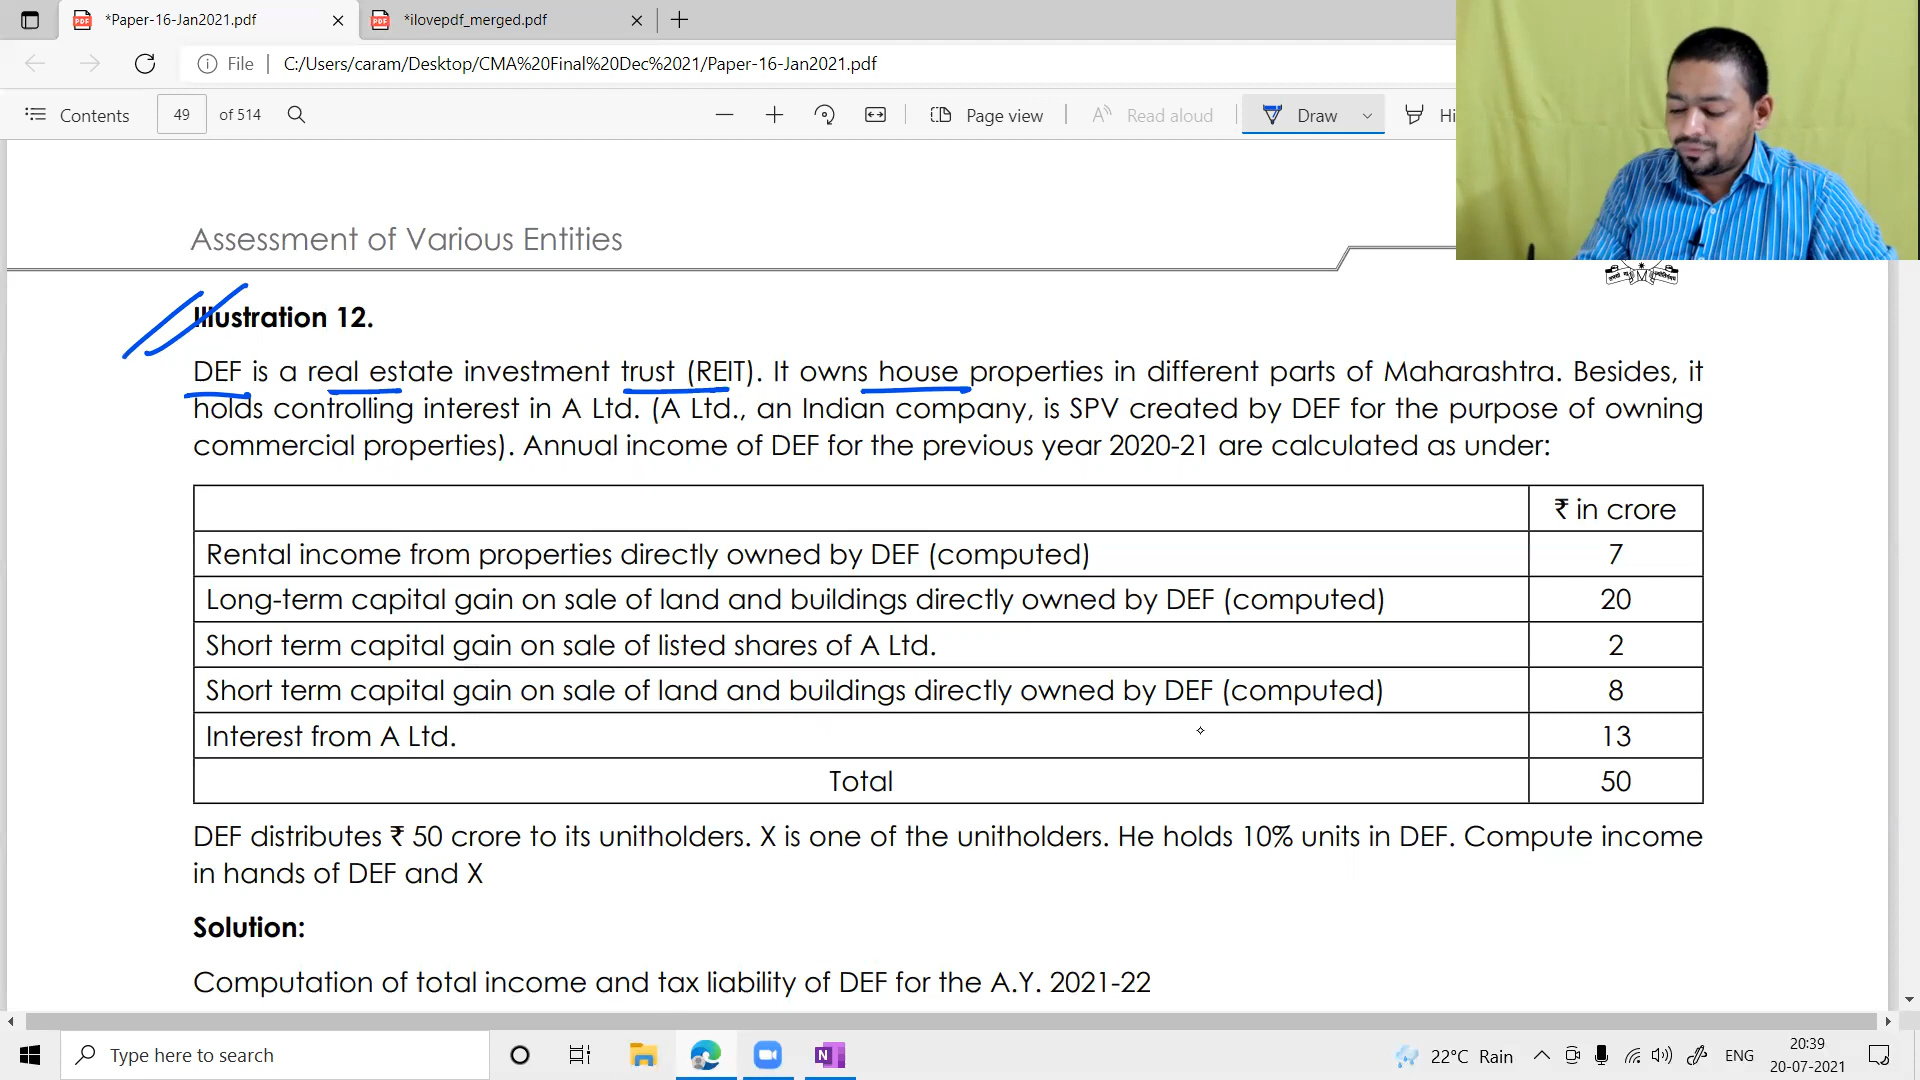 *Paper-16-Jan2021.pdf
*ilovepdf_merged.pdf
File
C:/Users/caram/Desktop/CMA%20Final%20Dec%2021/Paper-16-Jan2021.pdf
Contents
49
of 514
Page view
Read aloud
Draw
Hi
Assessment of Various Entities
Illustration 12.
DEF is a real estate investment trust (REIT). It owns house properties in different parts of Maharashtra. Besides, it
holds controlling interest in A Ltd. (A Ltd., an Indian company, is SPV created by DEF for the purpose of owning
commercial properties). Annual income of DEF for the previous year 2020-21 are calculated as under:
₹ in crore
Rental income from properties directly owned by DEF (computed) 7
Long-term capital gain on sale of land and buildings directly owned by DEF (computed) 20
Short term capital gain on sale of listed shares of A Ltd. 2
Short term capital gain on sale of land and buildings directly owned by DEF (computed) 8
Interest from A Ltd. 13
Total 50
DEF distributes ₹ 50 crore to its unitholders. X is one of the unitholders. He holds 10% units in DEF. Compute income
in hands of DEF and X
Solution:
Computation of total income and tax liability of DEF for the A.Y. 2021-22
Type here to search
22°C Rain
ENG
20:39
20-07-2021